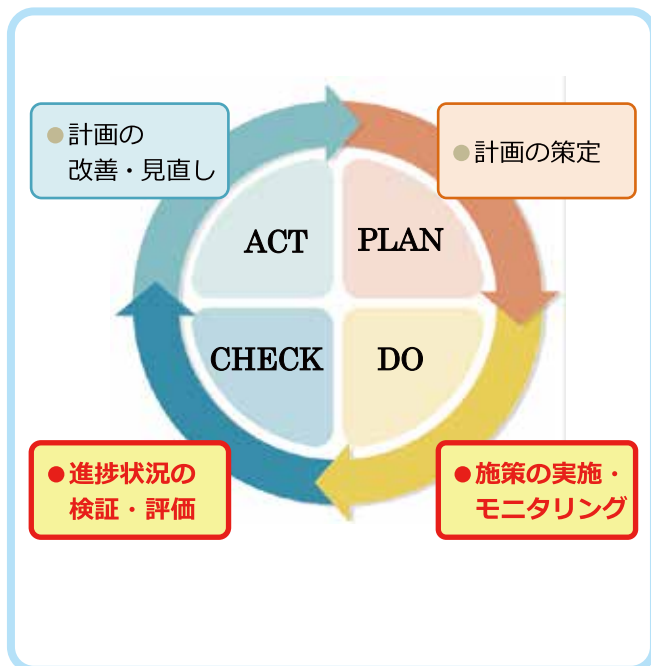 ●計画の
改善・見直し
●計画の策定
ACT
PLAN
CHECK
DO
●進捗状況の
検証・評価
●施策の実施・
モニタリング